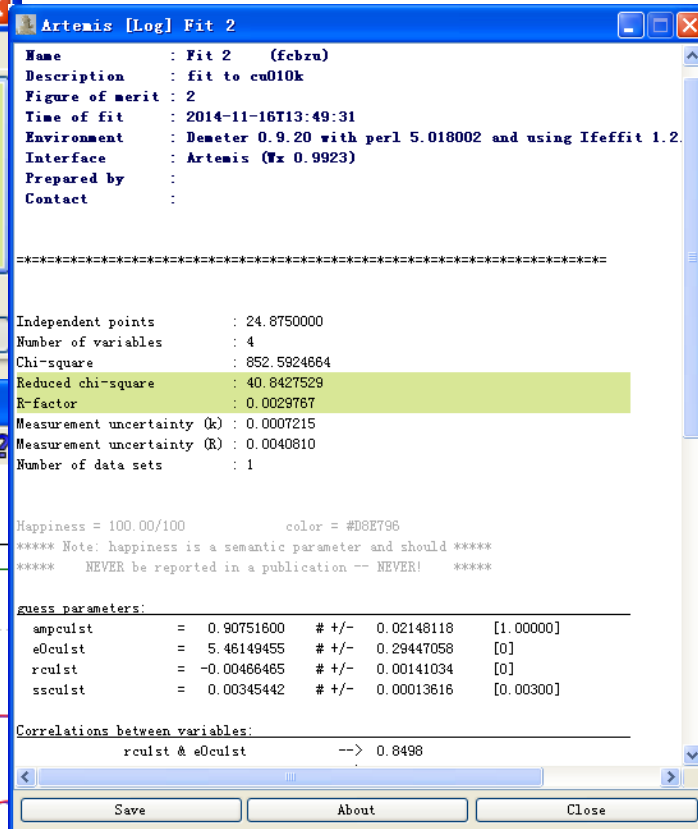 Artemis [Log] Fit 2
Name : Fit 2 (fcbzu)
Description : fit to cu010k
Figure of merit : 2
Time of fit : 2014-11-16T13:49:31
Environment : Demeter 0.9.20 with perl 5.018002 and using Ifeffit 1.2.
Interface : Artemis (Wx 0.9923)
Prepared by :
Contact :
=*=*=*=*=*=*=*=*=*=*=*=*=*=*=*=*=*=*=*=*=*=*=*=*=*=*=*=*=*=*=*=*=*=*=*=*=*=
Independent points : 24.8750000
Number of variables : 4
Chi-square : 852.5924664
Reduced chi-square : 40.8427529
R-factor : 0.0029767
Measurement uncertainty (k) : 0.0007215
Measurement uncertainty (R) : 0.0040810
Number of data sets : 1
Happiness = 100.00/100 color = #D8E796
***** Note: happiness is a semantic parameter and should *****
***** NEVER be reported in a publication -- NEVER! *****
guess parameters:
ampcu1st = 0.90751600 # +/- 0.02148118 [1.00000]
e0cu1st = 5.46149455 # +/- 0.29447058 [0]
rcu1st = -0.00466465 # +/- 0.00141034 [0]
sscu1st = 0.00345442 # +/- 0.00013616 [0.00300]
Correlations between variables:
rcu1st & e0cu1st --> 0.8498
Save About Close